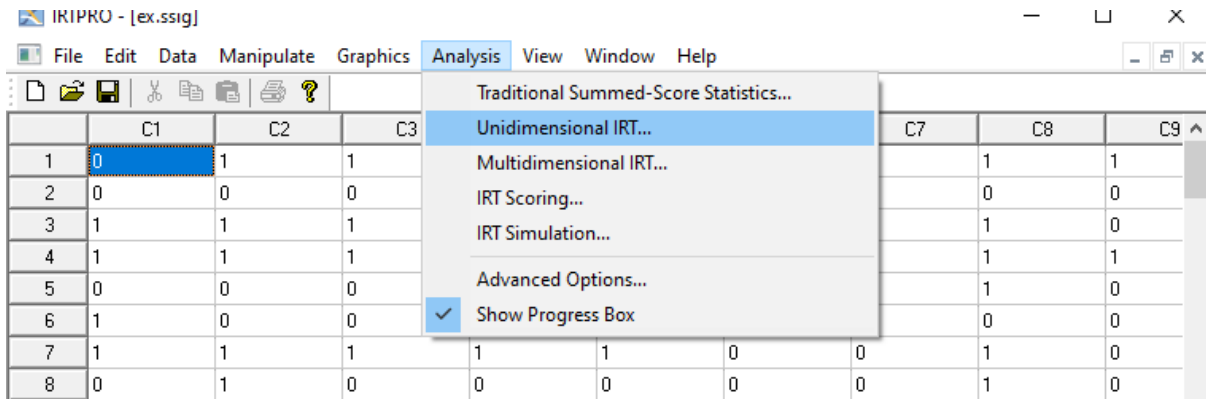 IRTPRO - [ex.ssig]
File Edit Data Manipulate Graphics Analysis View Window Help
Traditional Summed-Score Statistics...
Unidimensional IRT...
Multidimensional IRT...
IRT Scoring...
IRT Simulation...
Advanced Options...
Show Progress Box
C1 C2 C3 C7 C8 C9
1 0 1 1 1 1
2 0 0 0 0 0
3 1 1 1 1 0
4 1 1 1 1 1
5 0 0 0 1 0
6 1 0 0 0 0
7 1 1 1 1 1 0 0 1 0
8 0 1 0 0 0 0 0 1 0